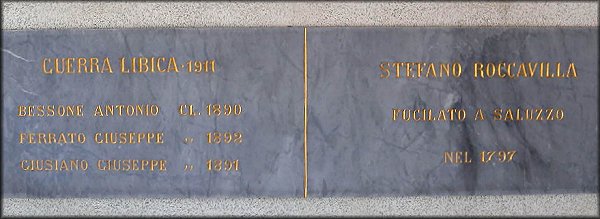 GUERRA LIBICA - 1911
BESSONE ANTONIO CL. 1890
FERRATO GIUSEPPE „ 1892
GIUSIANO GIUSEPPE „ 1891
STEFANO ROCCAVILLA
FUCILATO A SALUZZO
NEL 1797